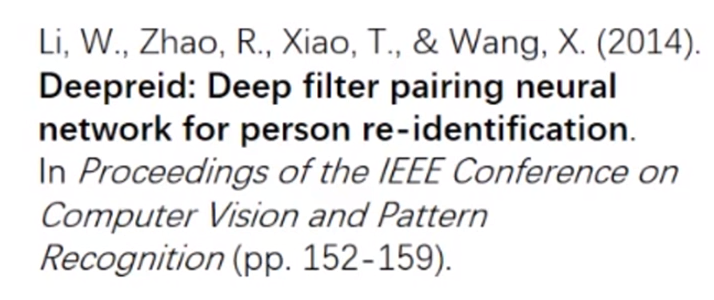 Li, W., Zhao, R., Xiao, T., & Wang, X. (2014).
Deepreid: Deep filter pairing neural
network for person re-identification.
In Proceedings of the IEEE Conference on
Computer Vision and Pattern
Recognition (pp. 152-159).